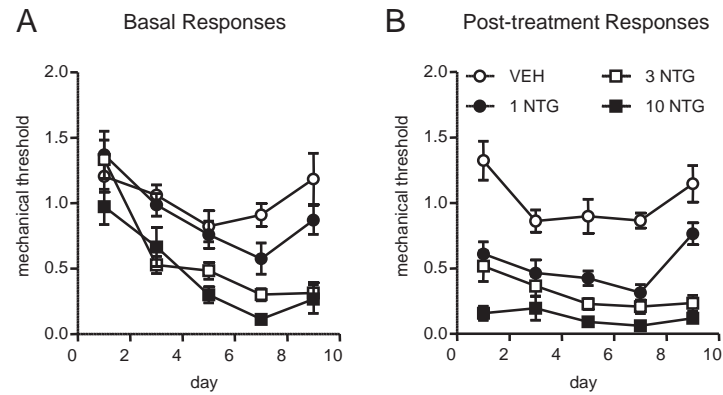 A Basal Responses
mechanical threshold
2.0
1.5
1.0
0.5
0.0
0 2 4 6 8 10
day
B Post-treatment Responses
mechanical threshold
2.0
1.5
1.0
0.5
0.0
VEH 3 NTG
1 NTG 10 NTG
0 2 4 6 8 10
day